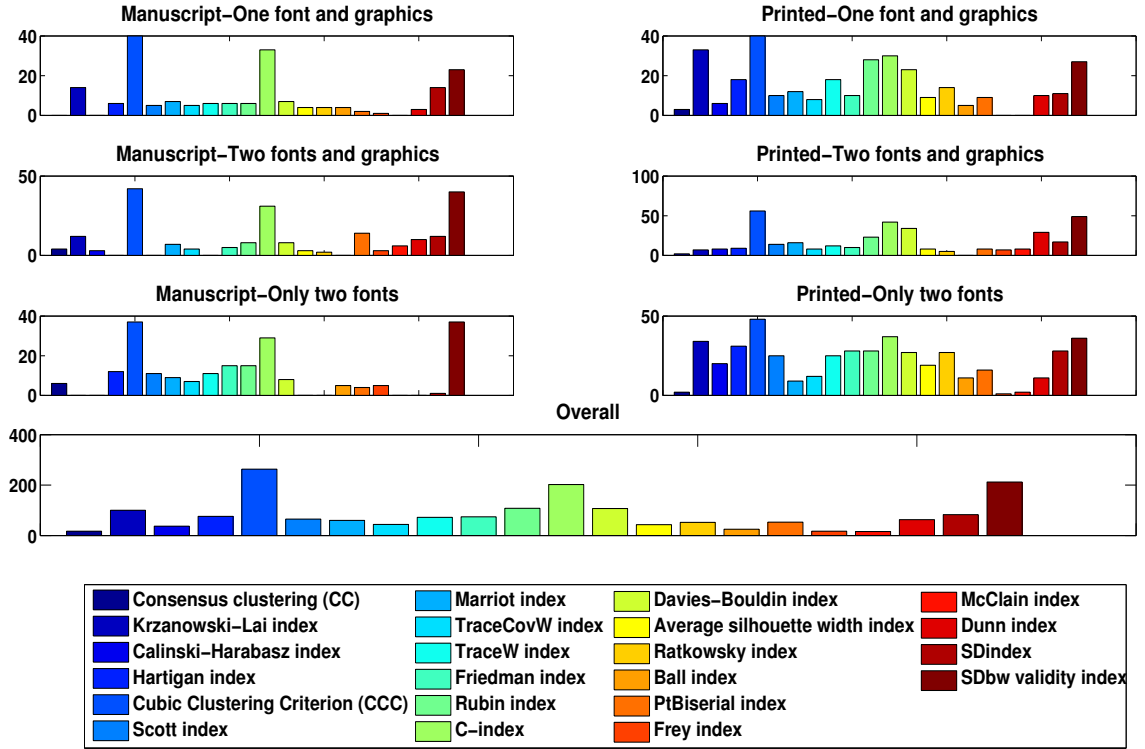 Manuscript−One font and graphics
40
20
0
Printed−One font and graphics
40
20
0
Manuscript−Two fonts and graphics
50
0
Printed−Two fonts and graphics
100
50
0
Manuscript−Only two fonts
40
20
0
Printed−Only two fonts
50
0
Overall
400
200
0
Consensus clustering (CC)
Krzanowski−Lai index
Calinski−Harabasz index
Hartigan index
Cubic Clustering Criterion (CCC)
Scott index
Marriot index
TraceCovW index
TraceW index
Friedman index
Rubin index
C−index
Davies−Bouldin index
Average silhouette width index
Ratkowsky index
Ball index
PtBiserial index
Frey index
McClain index
Dunn index
SDindex
SDbw validity index